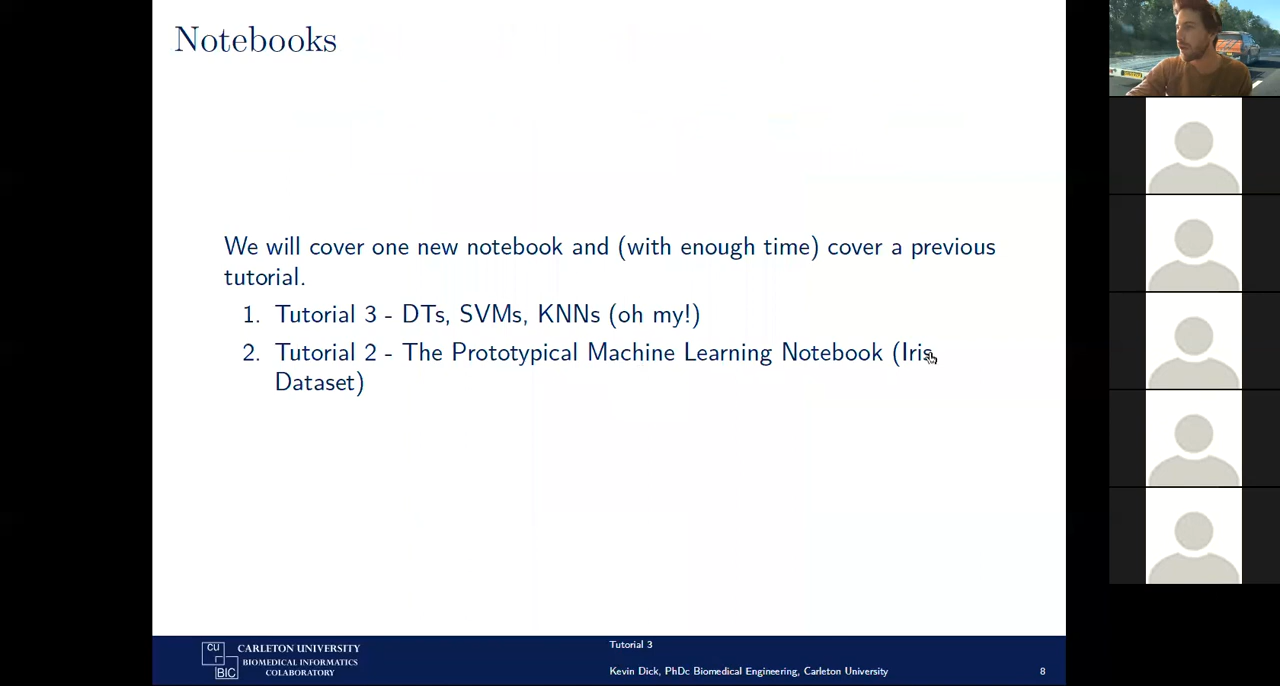 Notebooks
We will cover one new notebook and (with enough time) cover a previous
tutorial.
1. Tutorial 3 - DTs, SVMs, KNNs (oh my!)
2. Tutorial 2 - The Prototypical Machine Learning Notebook (Iris
Dataset)
CU
BIC
CARLETON UNIVERSITY
BIOMEDICAL INFORMATICS
COLABORATORY
Tutorial 3
Kevin Dick, PhDc Biomedical Engineering, Carleton University
8